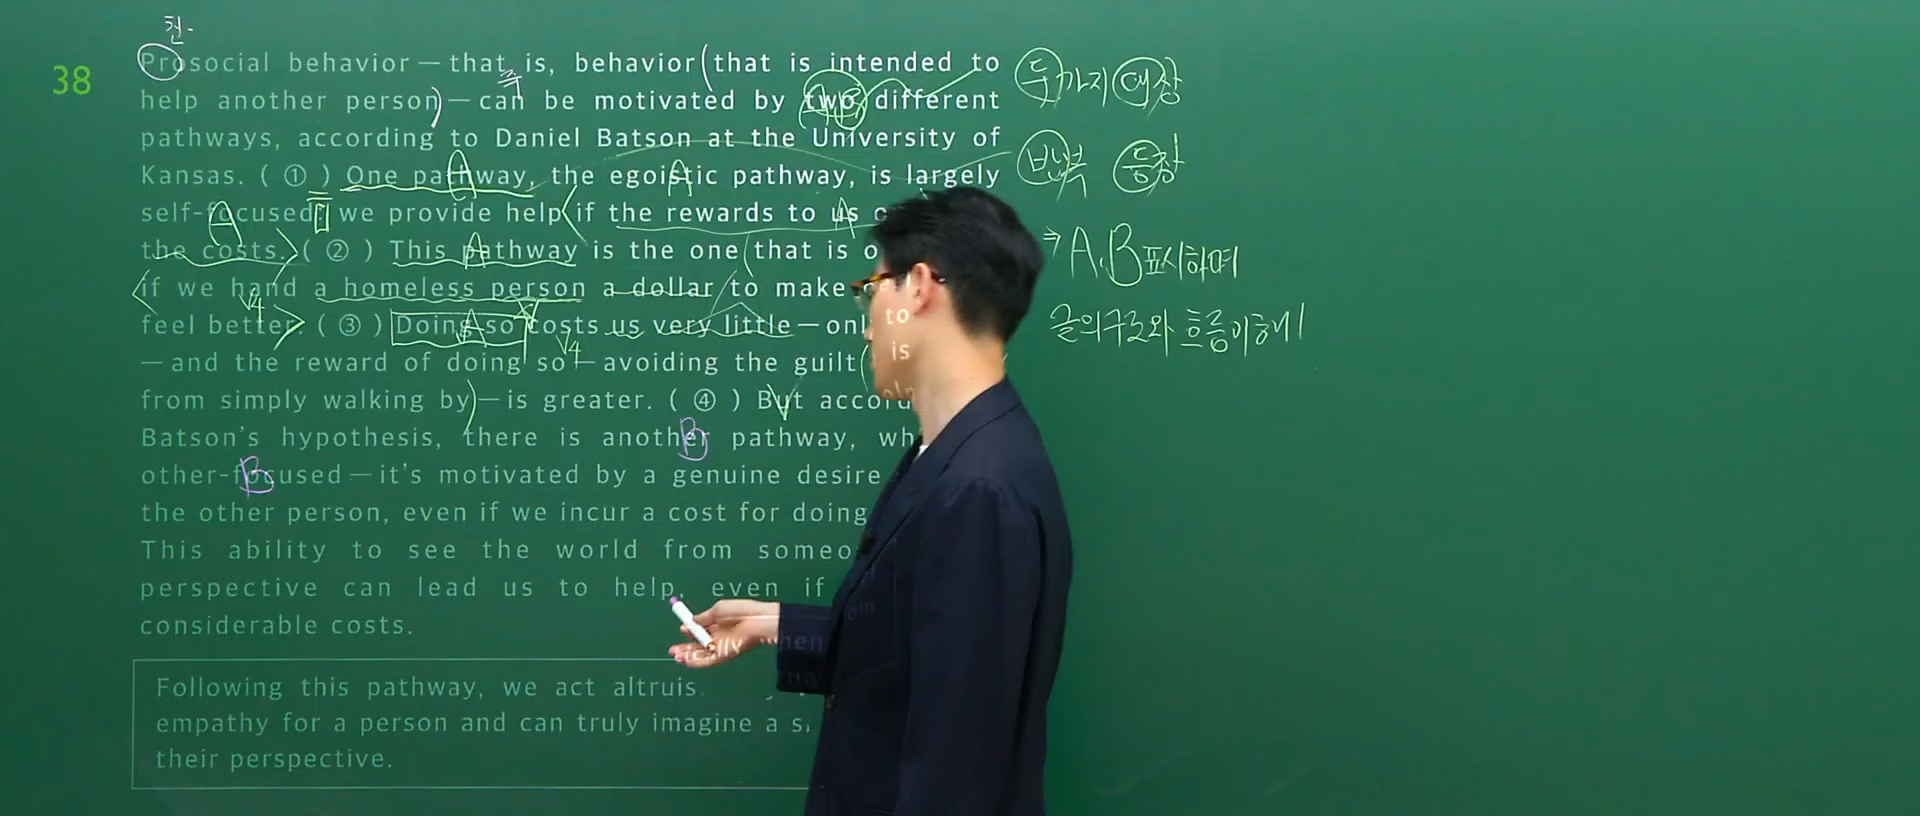 38
친-
Prosocial behavior — that is, behavior (that is intended to
즉
help another person) — can be motivated by two different
pathways, according to Daniel Batson at the University of
Kansas. ( ① ) One pathway, the egoistic pathway, is largely
self-focused: we provide help if the rewards to us
the costs. ( ② ) This pathway is the one (that is
if we hand a homeless person a dollar to make
feel better. ( ③ ) Doing so costs us very little — to
— and the reward of doing so — avoiding the guilt ( is
from simply walking by) — is greater. ( ④ ) But
Batson's hypothesis, there is another pathway,
other-focused — it's motivated by a genuine desire
the other person, even if we incur a cost for doing
This ability to see the world from
perspective can lead us to help, even if
considerable costs.
Following this pathway, we act
empathy for a person and can truly imagine a
their perspective.
A
A
A
A
A
A
B
B
V4
V4
두가지 대상
반복 등장
⇒ A,B 표시하며
글의 구조와 흐름 이해!